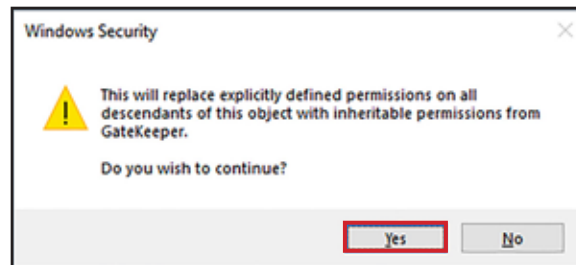 Windows Security
This will replace explicitly defined permissions on all
descendants of this object with inheritable permissions from
GateKeeper.
Do you wish to continue?
Yes No